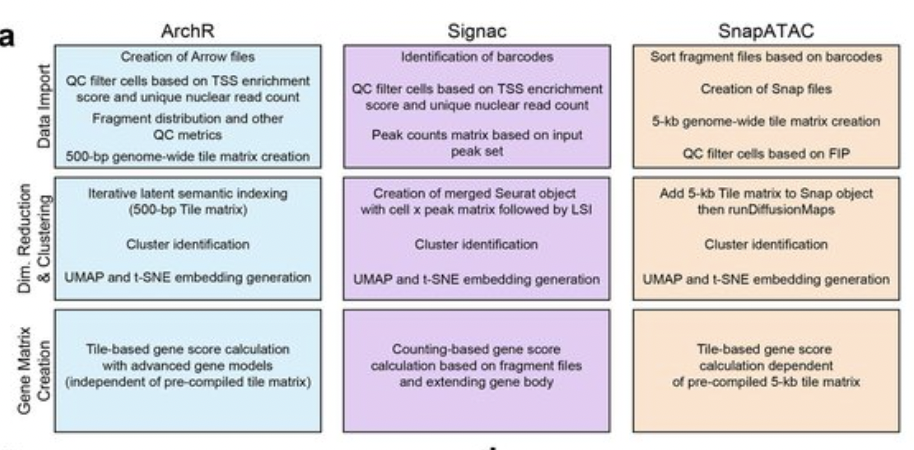 a
ArchR
Signac
SnapATAC
Data Import
Creation of Arrow files
QC filter cells based on TSS enrichment
score and unique nuclear read count
Fragment distribution and other
QC metrics
500-bp genome-wide tile matrix creation
Identification of barcodes
QC filter cells based on TSS encrichment
score and unique nuclear read count
Peak counts matrix based on input
peak set
Sort fragment files based on barcodes
Creation of Snap files
5-kb genome-wide tile matrix creation
QC filter cells based on FIP
Dim. Reduction
& Clustering
Iterative latent semantic indexing
(500-bp Tile matrix)
Cluster identification
UMAP and t-SNE embedding generation
Creation of merged Seurat object
with cell x peak matrix followed by LSI
Cluster identification
UMAP and t-SNE embedding generation
Add 5-kb Tile matrix to Snap object
then runDiffusionMaps
Cluster identification
UMAP and t-SNE embedding generation
Gene Matrix
Creation
Tile-based gene score calculation
with advanced gene models
(independent of pre-compiled tile matrix)
Counting-based gene score
calculation based on fragment files
and extending gene body
Tile-based gene score
calculation dependent
of pre-compiled 5-kb tile matrix